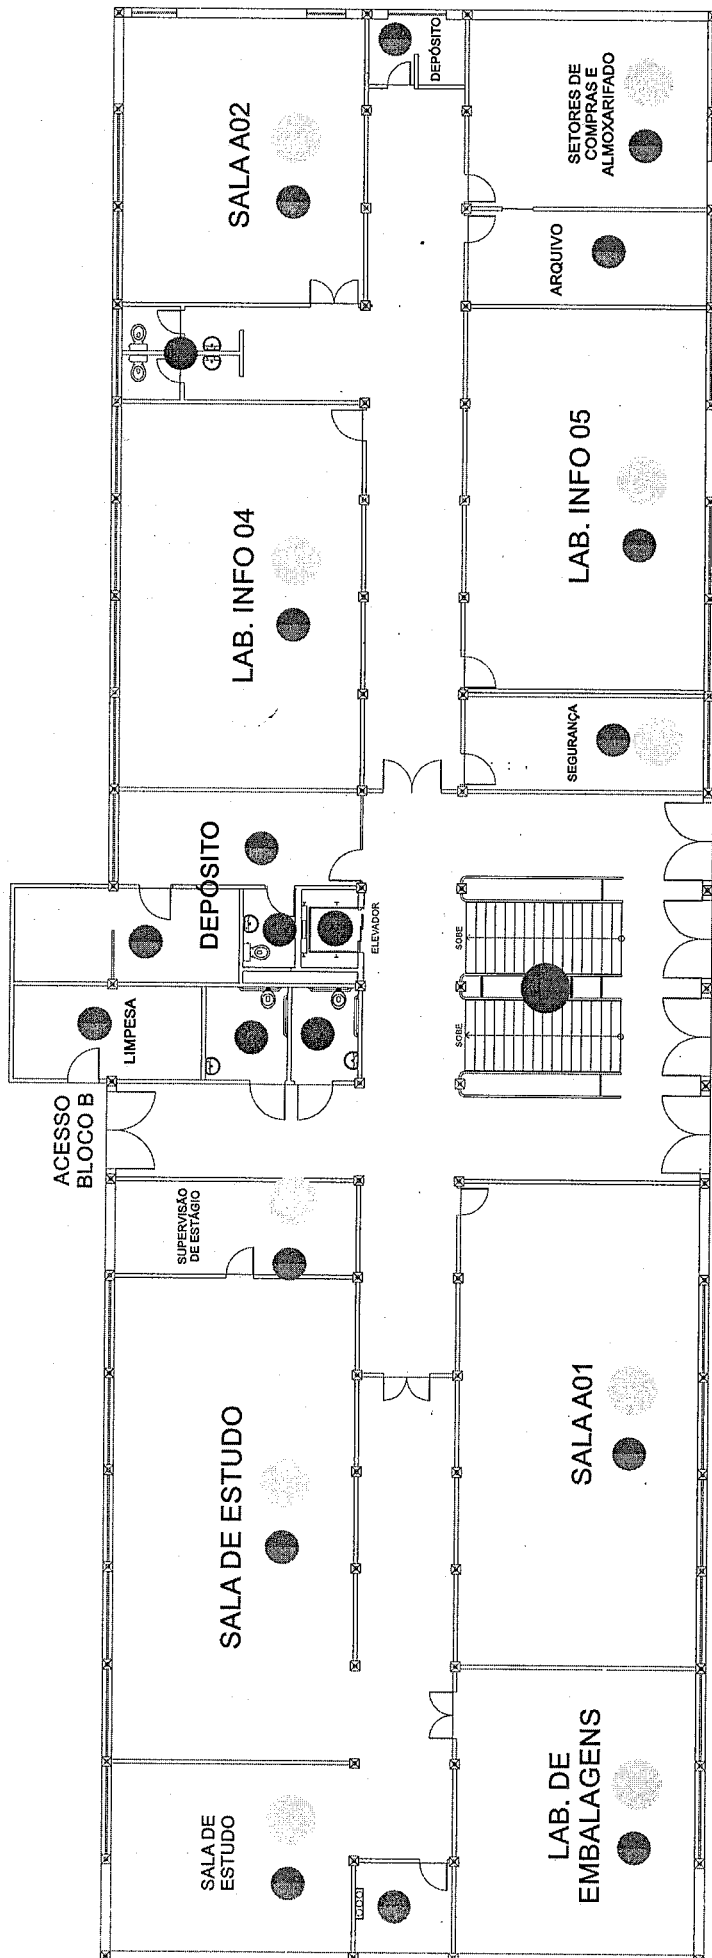 DEPÓSITO
SETORES DE
COMPRAS E
ALMOXARIFADO
SALA A02
ARQUIVO
LAB. INFO 04
LAB. INFO 05
SEGURANÇA
DEPÓSITO
ELEVADOR
SOBE
SOBE
LIMPESA
ACESSO
BLOCO B
SUPERVISÃO
DE ESTÁGIO
SALA DE ESTUDO
SALA A01
SALA DE
ESTUDO
LAB. DE
EMBALAGENS